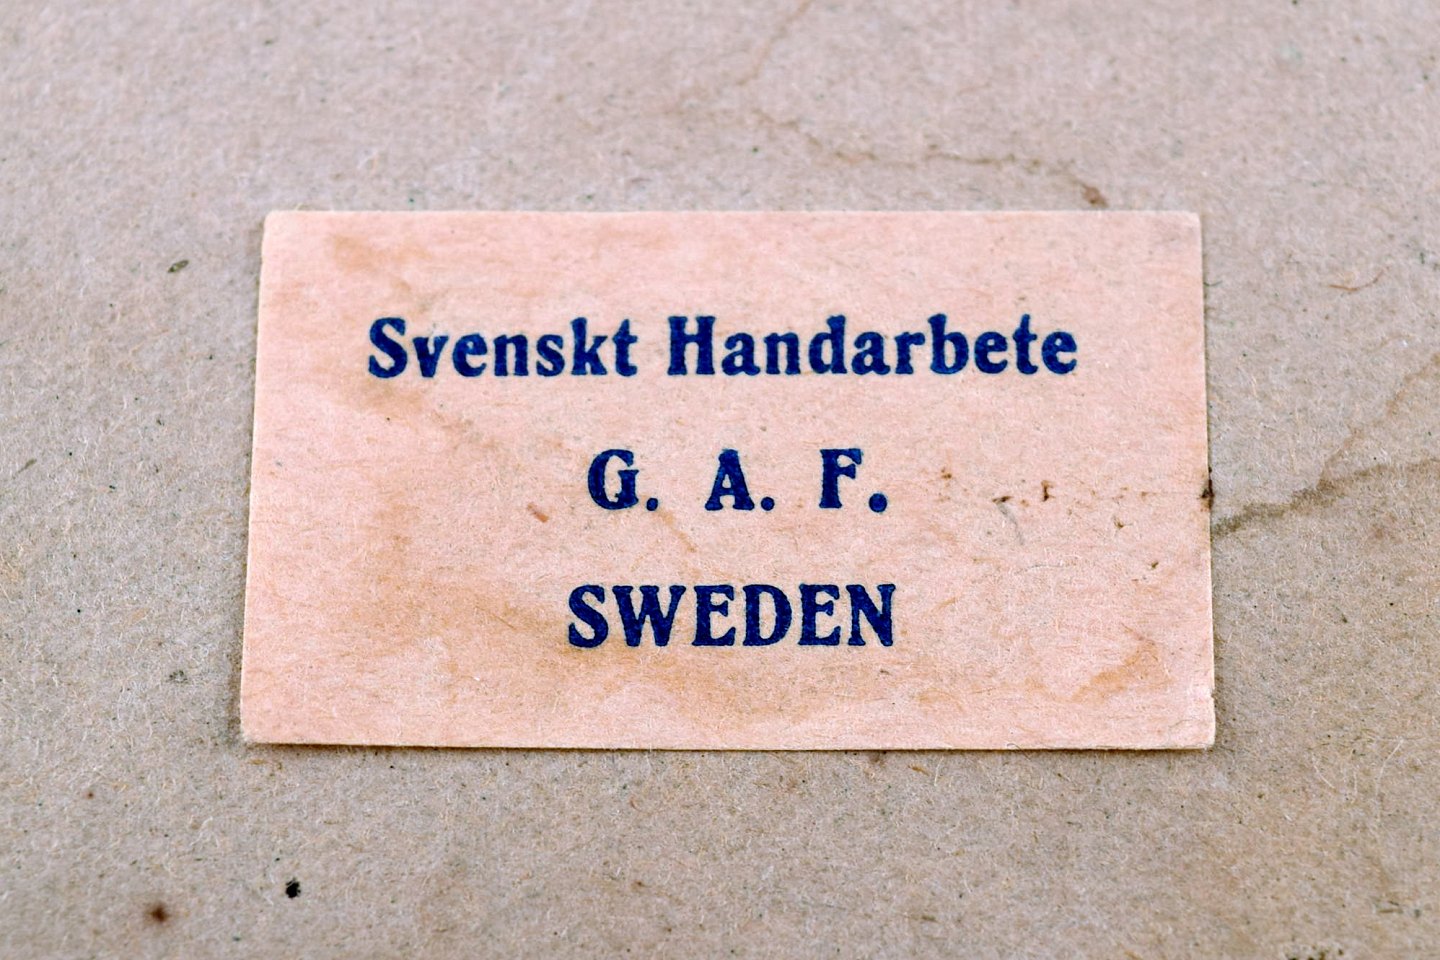 Svenskt Handarbete
G. A. F.
SWEDEN